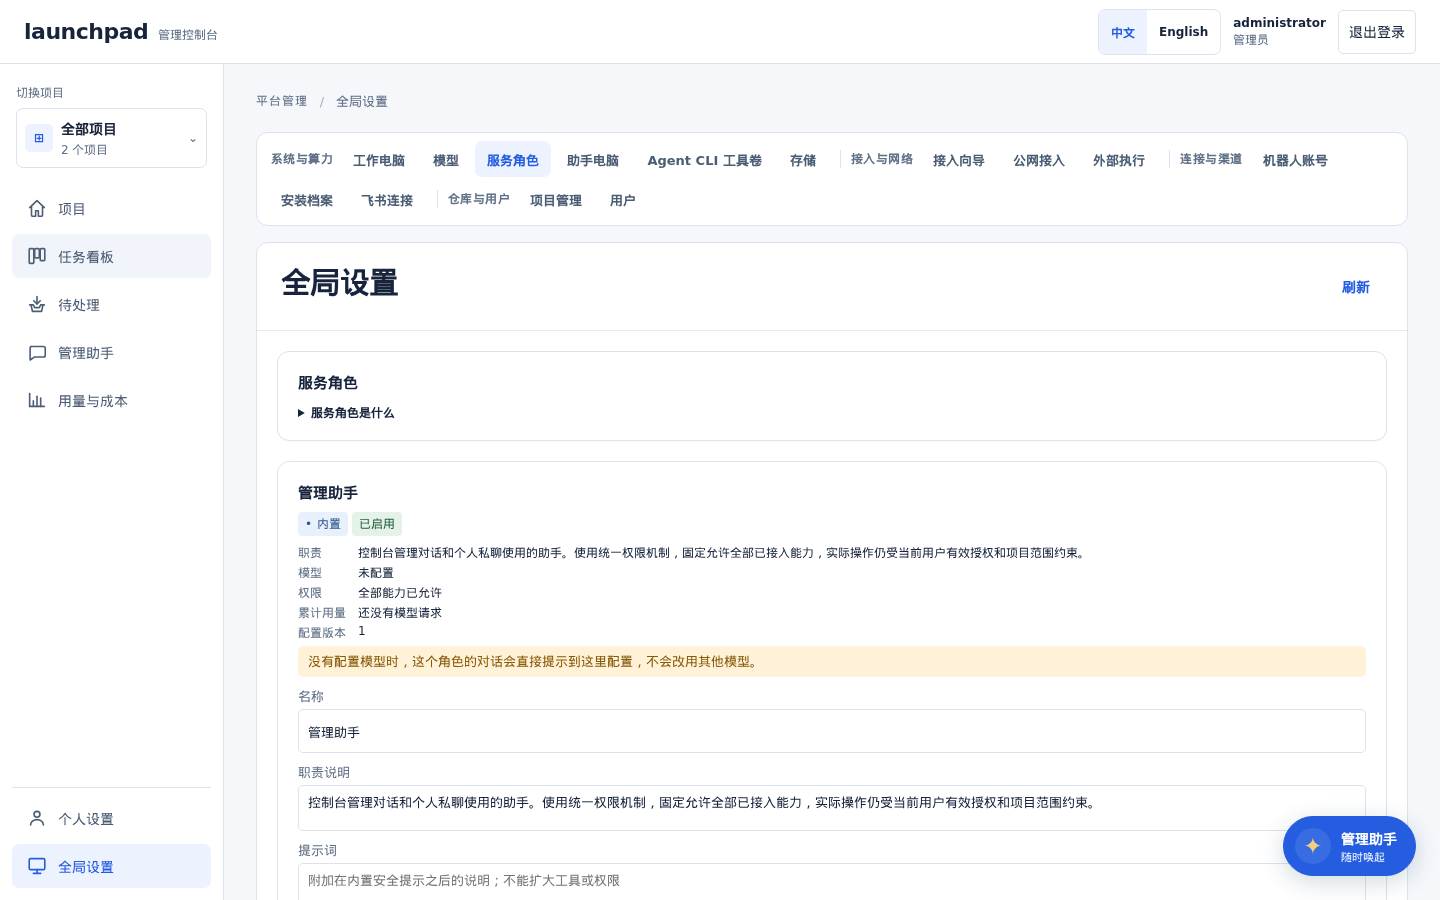 launchpad 管理控制台
中文 English
administrator
管理员
退出登录
切换项目
全部项目
2 个项目
项目
任务看板
待处理
管理助手
用量与成本
个人设置
全局设置
平台管理 / 全局设置
系统与算力 工作电脑 模型 服务角色 助手电脑 Agent CLI 工具卷 存储 接入与网络 接入向导 公网接入 外部执行 连接与渠道 机器人账号
安装档案 飞书连接 仓库与用户 项目管理 用户
全局设置
刷新
服务角色
服务角色是什么
管理助手
• 内置 已启用
职责 控制台管理对话和个人私聊使用的助手。使用统一权限机制，固定允许全部已接入能力，实际操作仍受当前用户有效授权和项目范围约束。
模型 未配置
权限 全部能力已允许
累计用量 还没有模型请求
配置版本 1
没有配置模型时，这个角色的对话会直接提示到这里配置，不会改用其他模型。
名称
管理助手
职责说明
控制台管理对话和个人私聊使用的助手。使用统一权限机制，固定允许全部已接入能力，实际操作仍受当前用户有效授权和项目范围约束。
提示词
附加在内置安全提示之后的说明；不能扩大工具或权限
管理助手
随时唤起